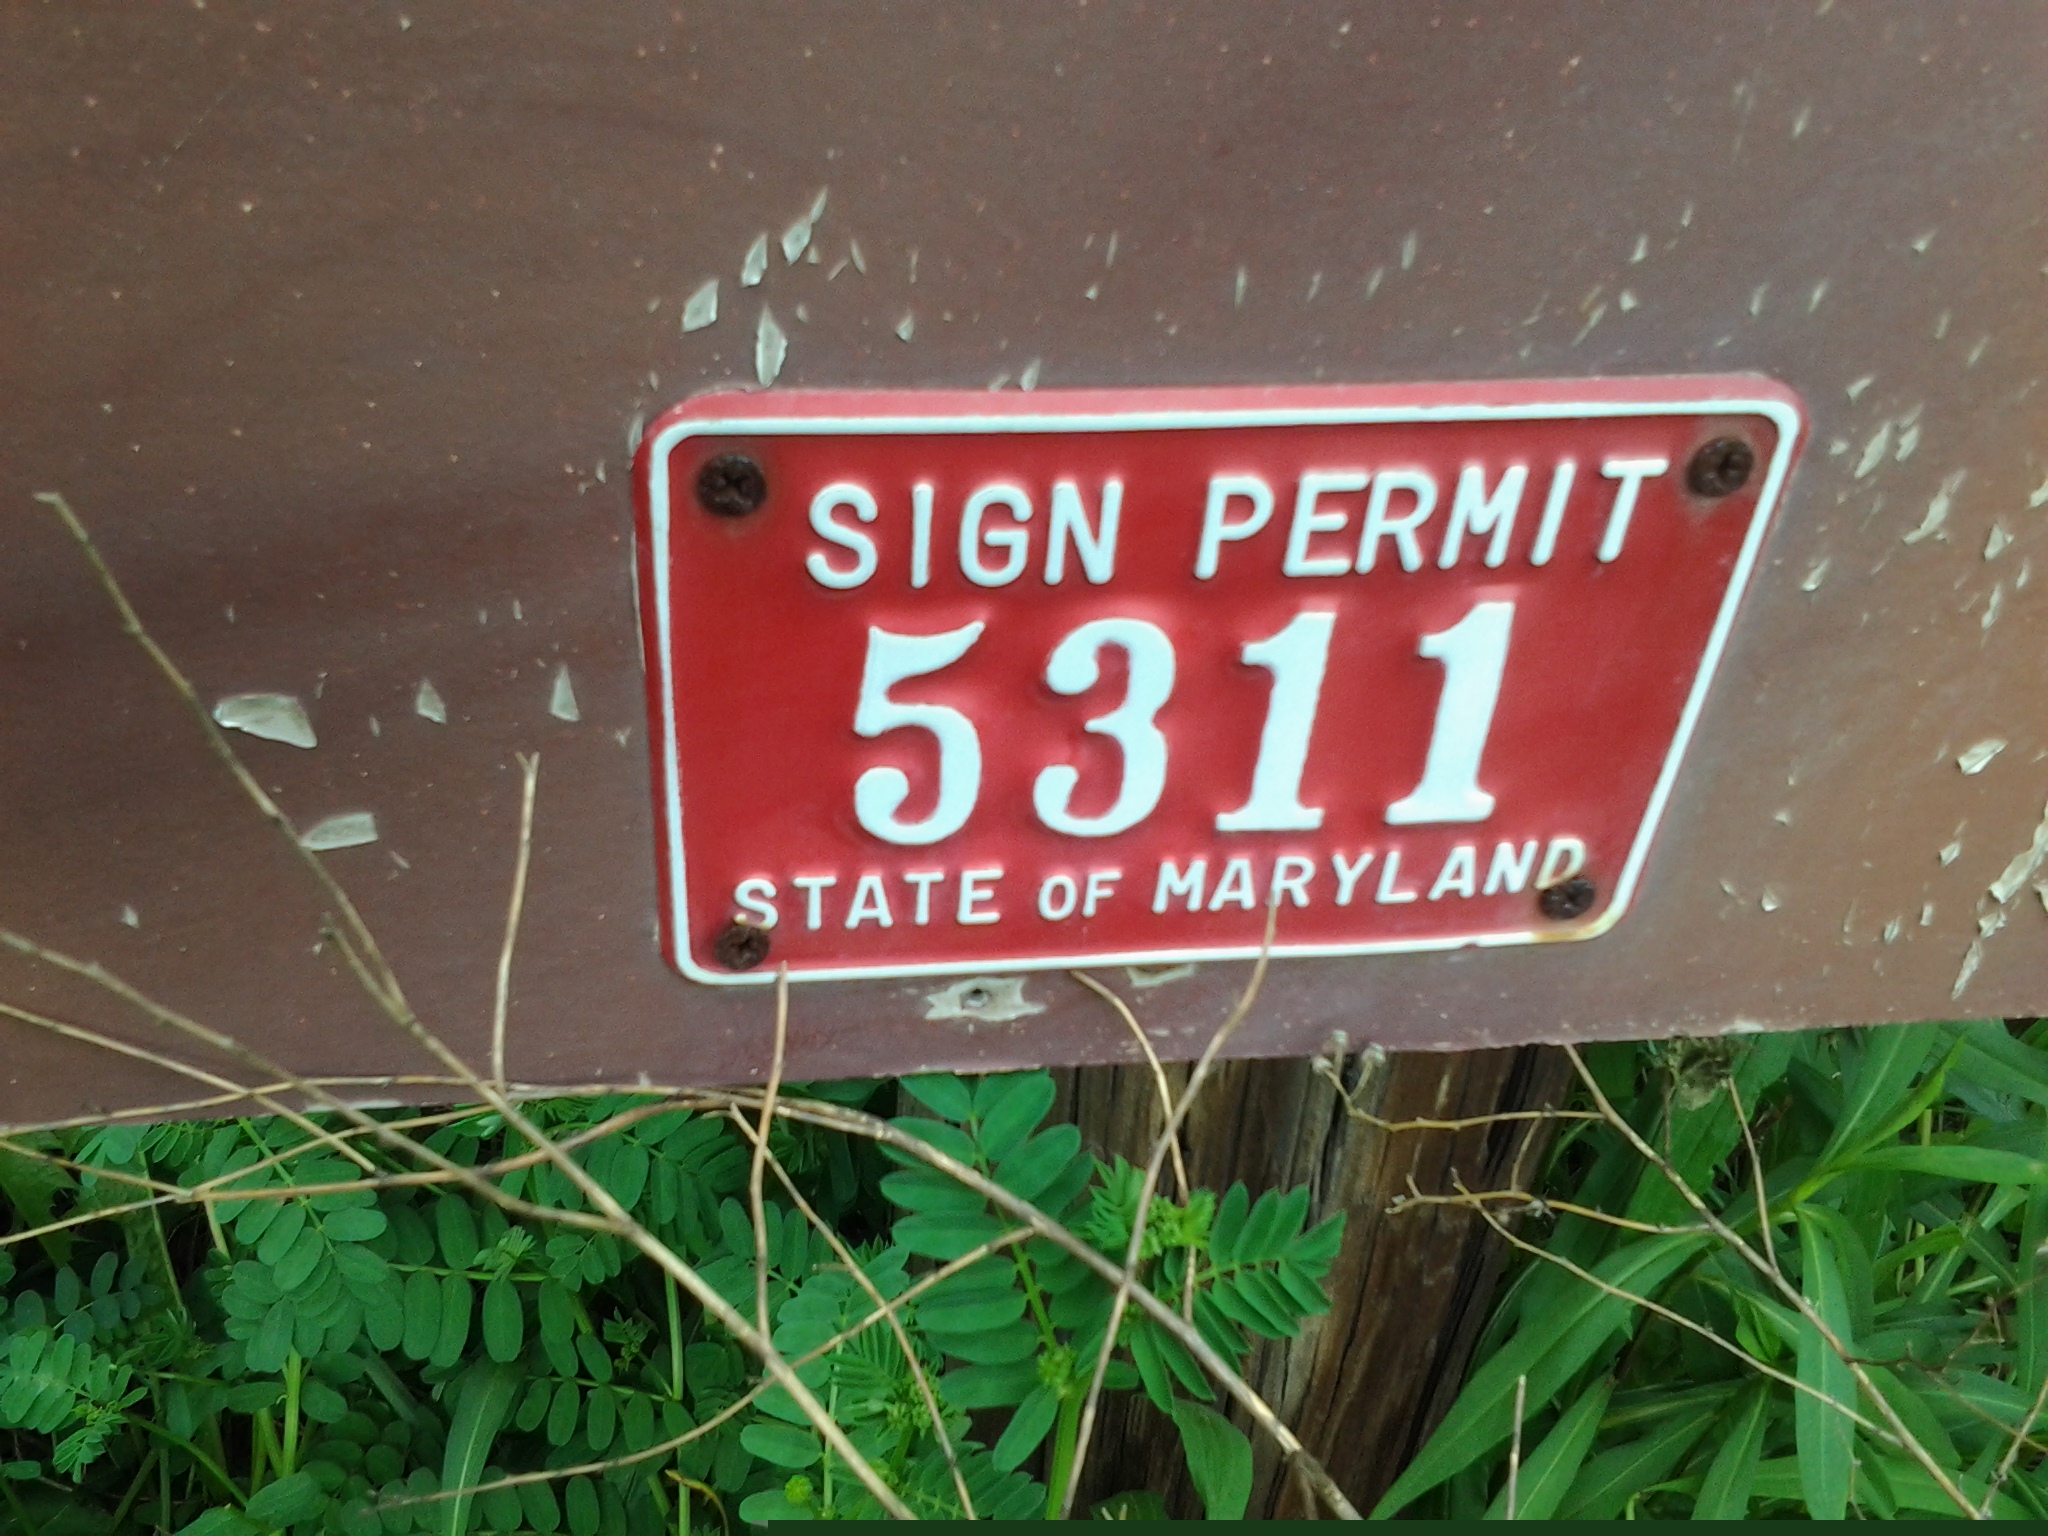 SIGN PERMIT
5311
STATE OF MARYLAND